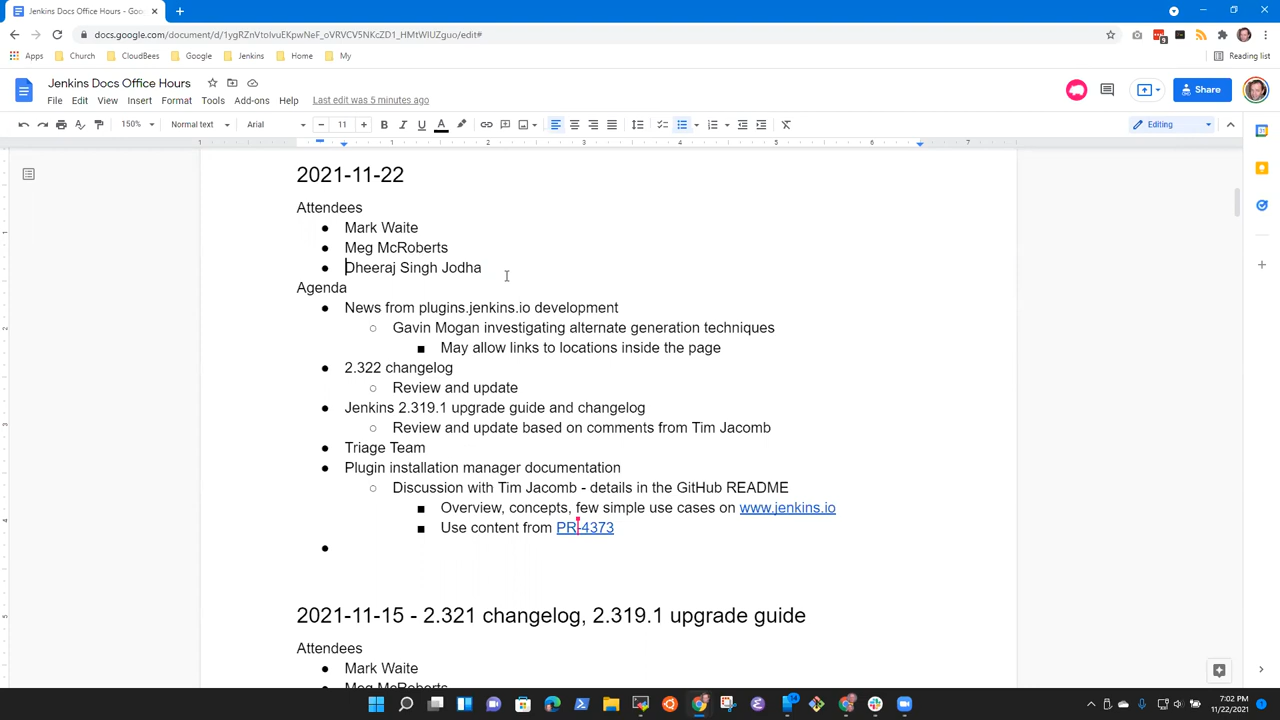 Jenkins Docs Office Hours - Goo
docs.google.com/document/d/1ygRZnVtoIvuEKpwNeF_oVRVCV5NKcZD1_HMtWIUZguo/edit#
Apps Church CloudBees Google Jenkins Home My Reading list
Jenkins Docs Office Hours
File Edit View Insert Format Tools Add-ons Help Last edit was 5 minutes ago
Share
150% Normal text Arial 11 Editing
2021-11-22
Attendees
● Mark Waite
● Meg McRoberts
● Dheeraj Singh Jodha
Agenda
● News from plugins.jenkins.io development
○ Gavin Mogan investigating alternate generation techniques
■ May allow links to locations inside the page
● 2.322 changelog
○ Review and update
● Jenkins 2.319.1 upgrade guide and changelog
○ Review and update based on comments from Tim Jacomb
● Triage Team
● Plugin installation manager documentation
○ Discussion with Tim Jacomb - details in the GitHub README
■ Overview, concepts, few simple use cases on www.jenkins.io
■ Use content from PR-4373
●
2021-11-15 - 2.321 changelog, 2.319.1 upgrade guide
Attendees
● Mark Waite
● Meg McRoberts
7:02 PM
11/22/2021